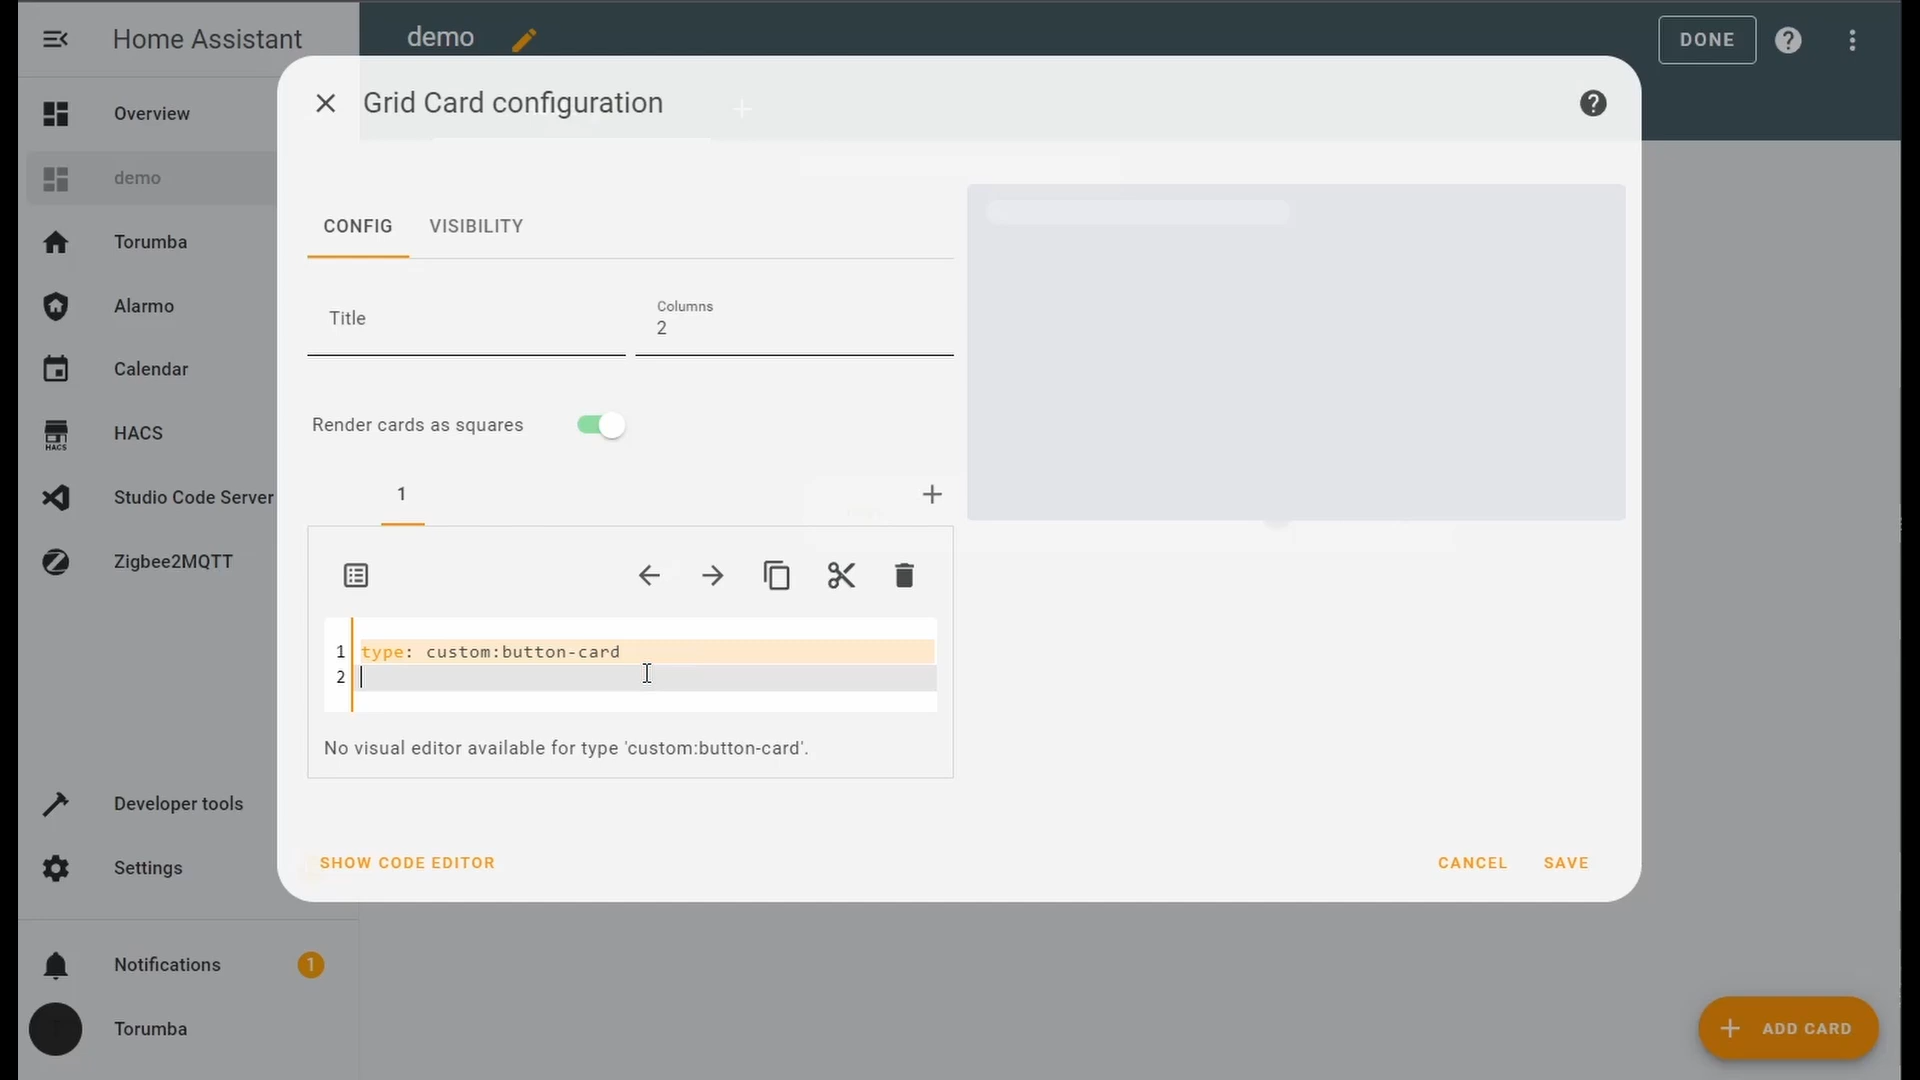 Home Assistant
demo
DONE
Overview
demo
Torumba
Alarmo
Calendar
HACS
HACS
Studio Code Server
Zigbee2MQTT
Developer tools
Settings
Notifications
1
Torumba
Grid Card configuration
CONFIG
VISIBILITY
Title
Columns
2
Render cards as squares
1
1 type: custom:button-card
2
No visual editor available for type 'custom:button-card'.
SHOW CODE EDITOR
CANCEL
SAVE
ADD CARD